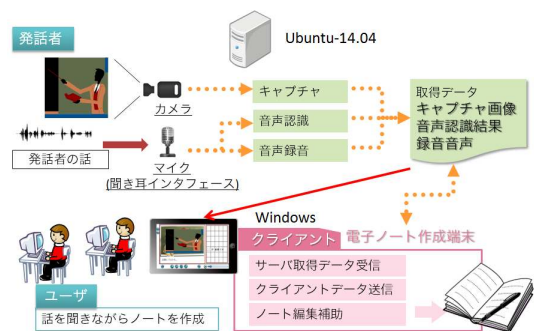 発話者
Ubuntu-14.04
カメラ
キャプチャ
音声認識
音声録音
取得データ
キャプチャ画像
音声認識結果
録音音声
発話者の話
マイク
(聞き耳インタフェース)
Windows
クライアント
電子ノート作成端末
サーバ取得データ受信
クライアントデータ送信
ノート編集補助
ユーザ
話を聞きながらノートを作成